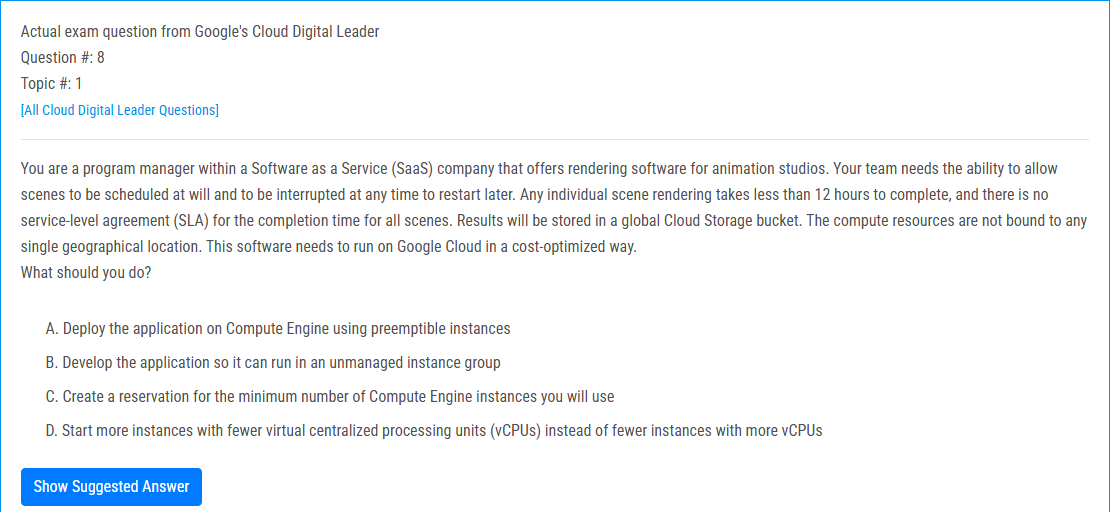 Actual exam question from Google's Cloud Digital Leader
Question #: 8
Topic #: 1
[All Cloud Digital Leader Questions]
You are a program manager within a Software as a Service (SaaS) company that offers rendering software for animation studios. Your team needs the ability to allow
scenes to be scheduled at will and to be interrupted at any time to restart later. Any individual scene rendering takes less than 12 hours to complete, and there is no
service-level agreement (SLA) for the completion time for all scenes. Results will be stored in a global Cloud Storage bucket. The compute resources are not bound to any
single geographical location. This software needs to run on Google Cloud in a cost-optimized way.
What should you do?
A. Deploy the application on Compute Engine using preemptible instances
B. Develop the application so it can run in an unmanaged instance group
C. Create a reservation for the minimum number of Compute Engine instances you will use
D. Start more instances with fewer virtual centralized processing units (vCPUs) instead of fewer instances with more vCPUs
Show Suggested Answer